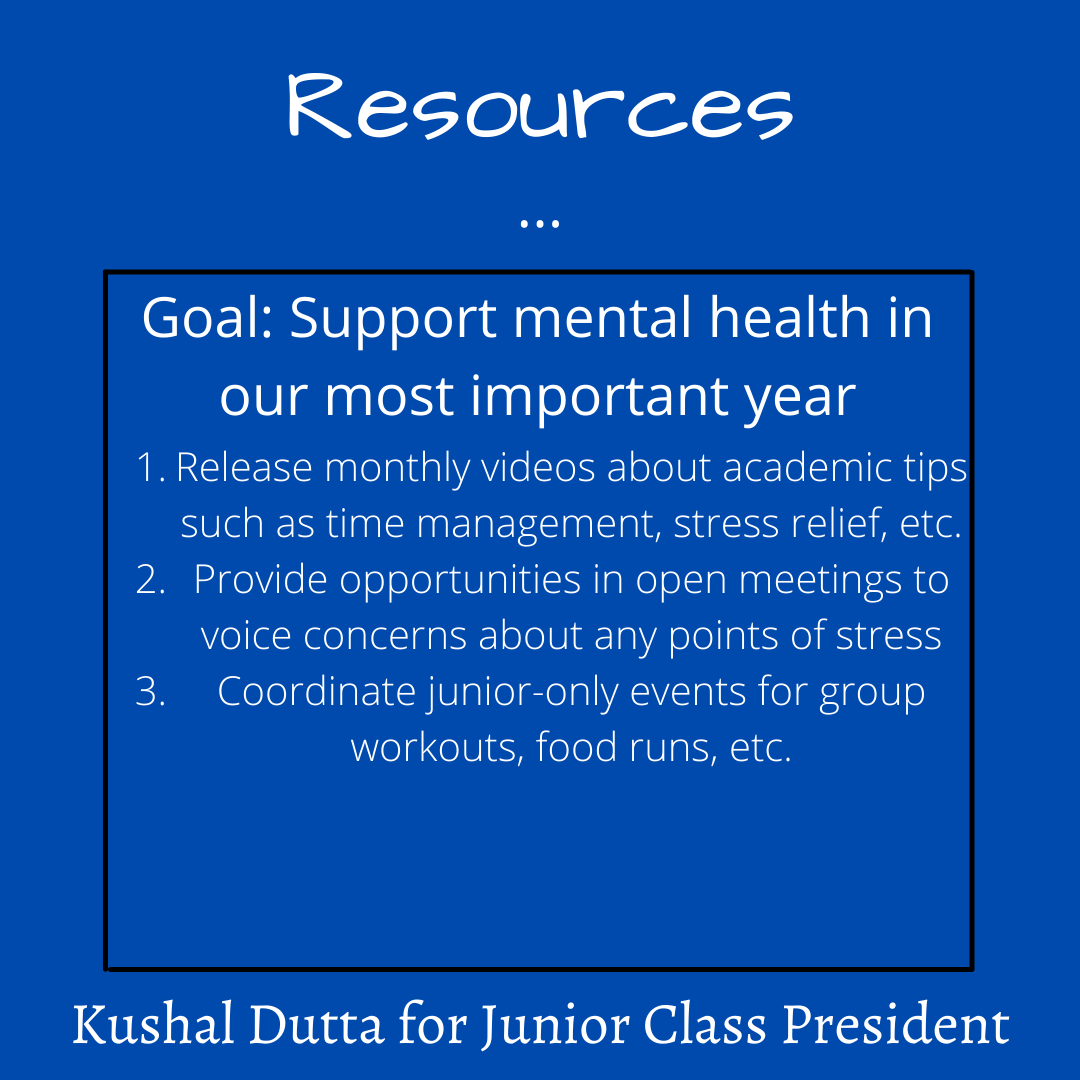 Resources
...
Goal: Support mental health in
our most important year
1. Release monthly videos about academic tips
such as time management, stress relief, etc.
2. Provide opportunities in open meetings to
voice concerns about any points of stress
3. Coordinate junior-only events for group
workouts, food runs, etc.
Kushal Dutta for Junior Class President